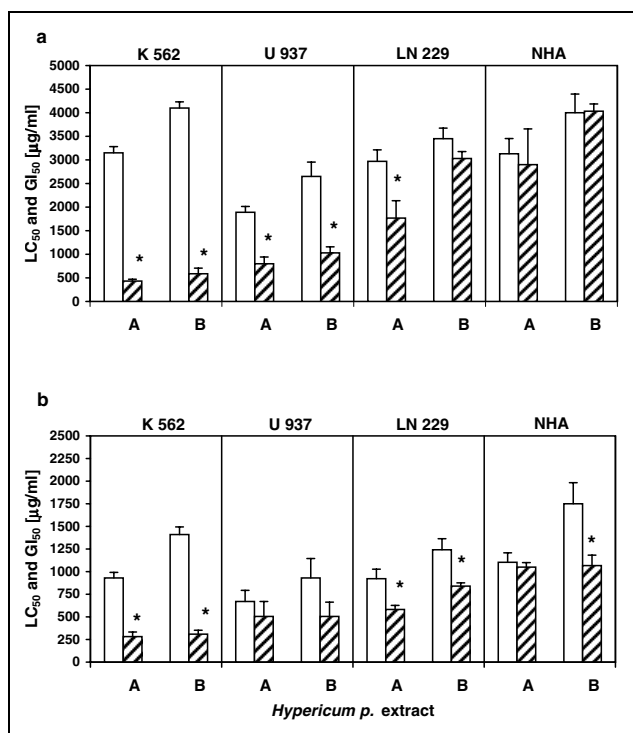 a
K 562 U 937 LN 229 NHA
LC50 and GI50 [µg/ml]
5000
4500
4000
3500
3000
2500
2000
1500
1000
500
0
* * * * *
A B A B A B A B
b
K 562 U 937 LN 229 NHA
LC50 and GI50 [µg/ml]
2500
2250
2000
1750
1500
1250
1000
750
500
250
0
* * * * *
A B A B A B A B
Hypericum p. extract